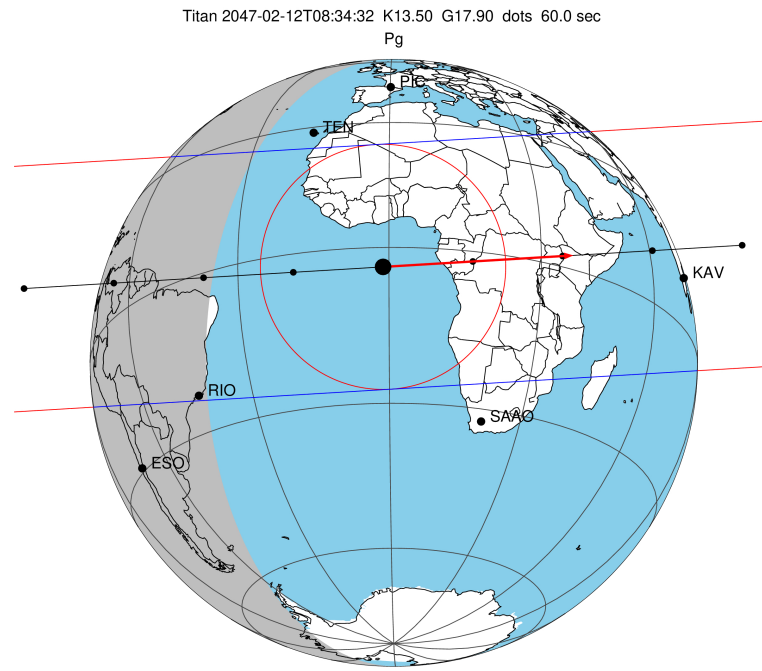 Titan 2047-02-12T08:34:32 K13.50 G17.90 dots 60.0 sec
Pg
PIC
TEN
KAV
RIO
SAAO
ESO